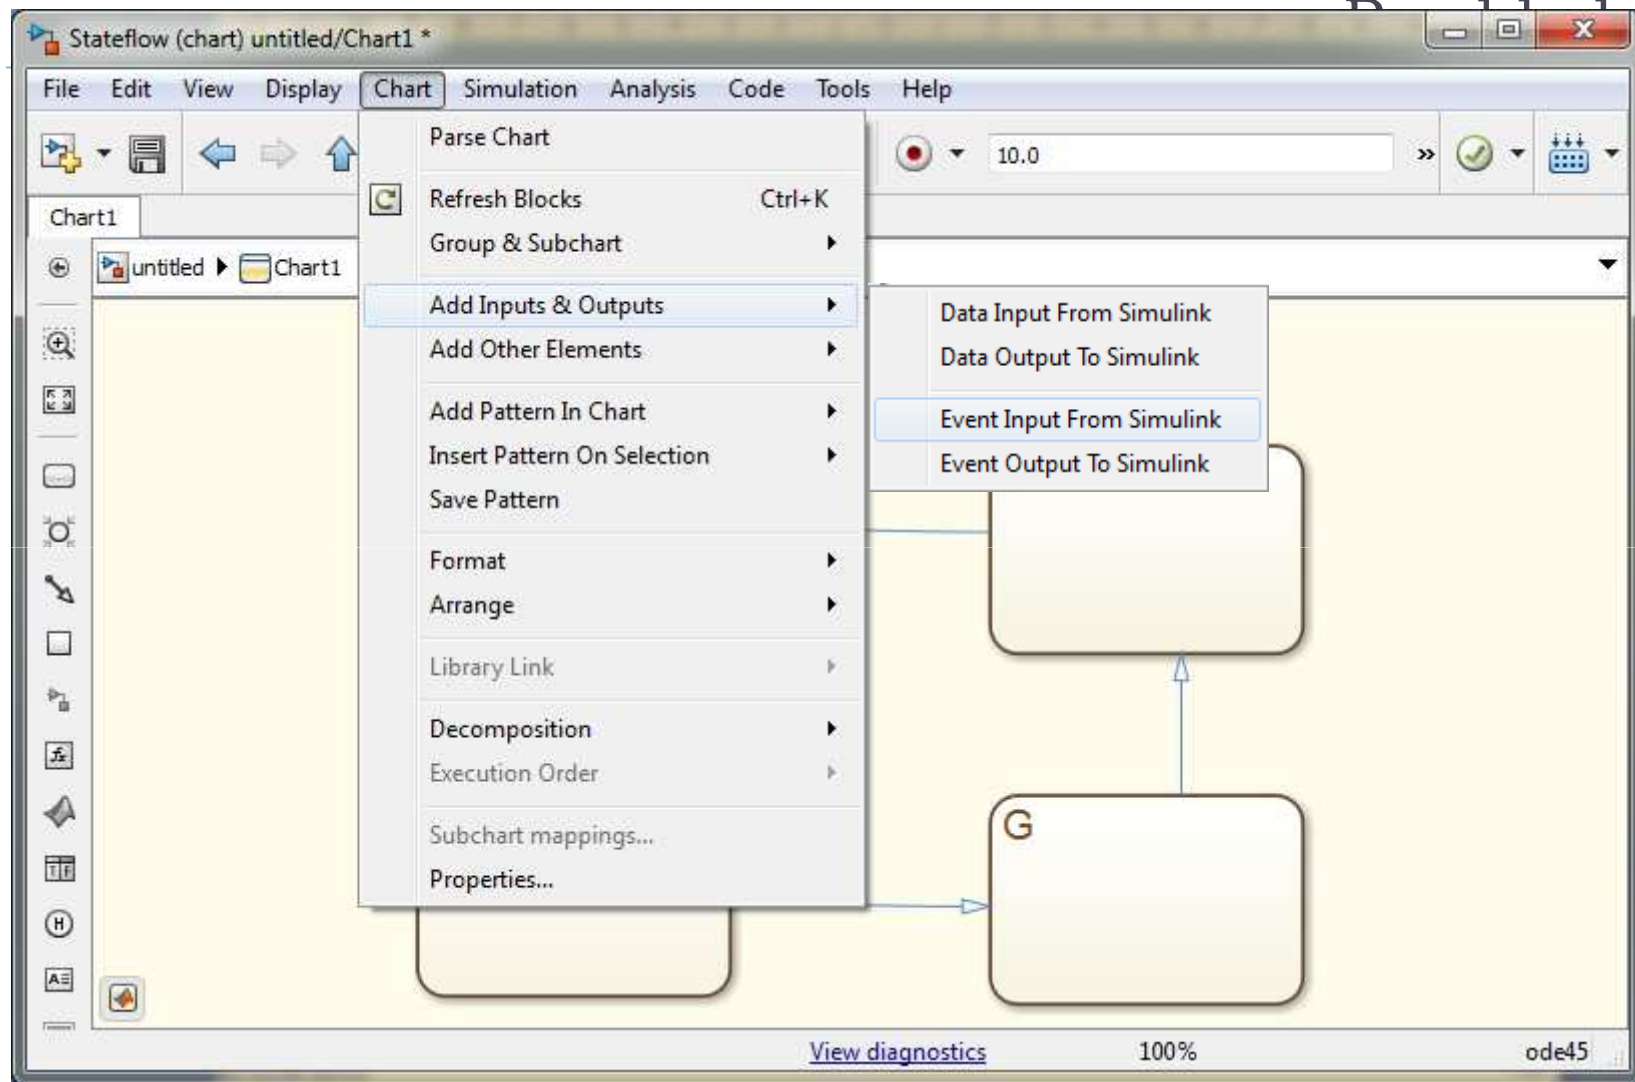 Stateflow (chart) untitled/Chart1 *
File Edit View Display Chart Simulation Analysis Code Tools Help
10.0
Chart1
untitled Chart1
Parse Chart
Refresh Blocks Ctrl+K
Group & Subchart
Add Inputs & Outputs
Add Other Elements
Add Pattern In Chart
Insert Pattern On Selection
Save Pattern
Format
Arrange
Library Link
Decomposition
Execution Order
Subchart mappings...
Properties...
Data Input From Simulink
Data Output To Simulink
Event Input From Simulink
Event Output To Simulink
G
View diagnostics 100% ode45